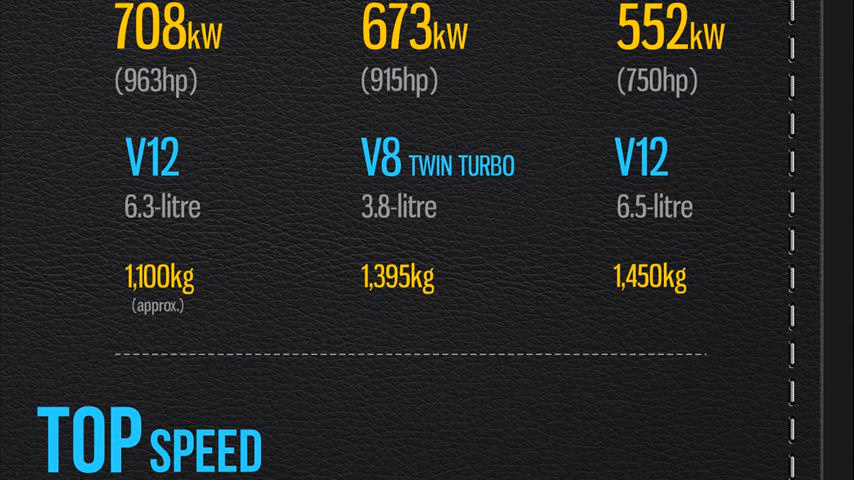 708kW 673kW 552kW
(963hp) (915hp) (750hp)
V12 V8 TWIN TURBO V12
6.3-litre 3.8-litre 6.5-litre
1,100kg 1,395kg 1,450kg
(approx.)
TOP SPEED